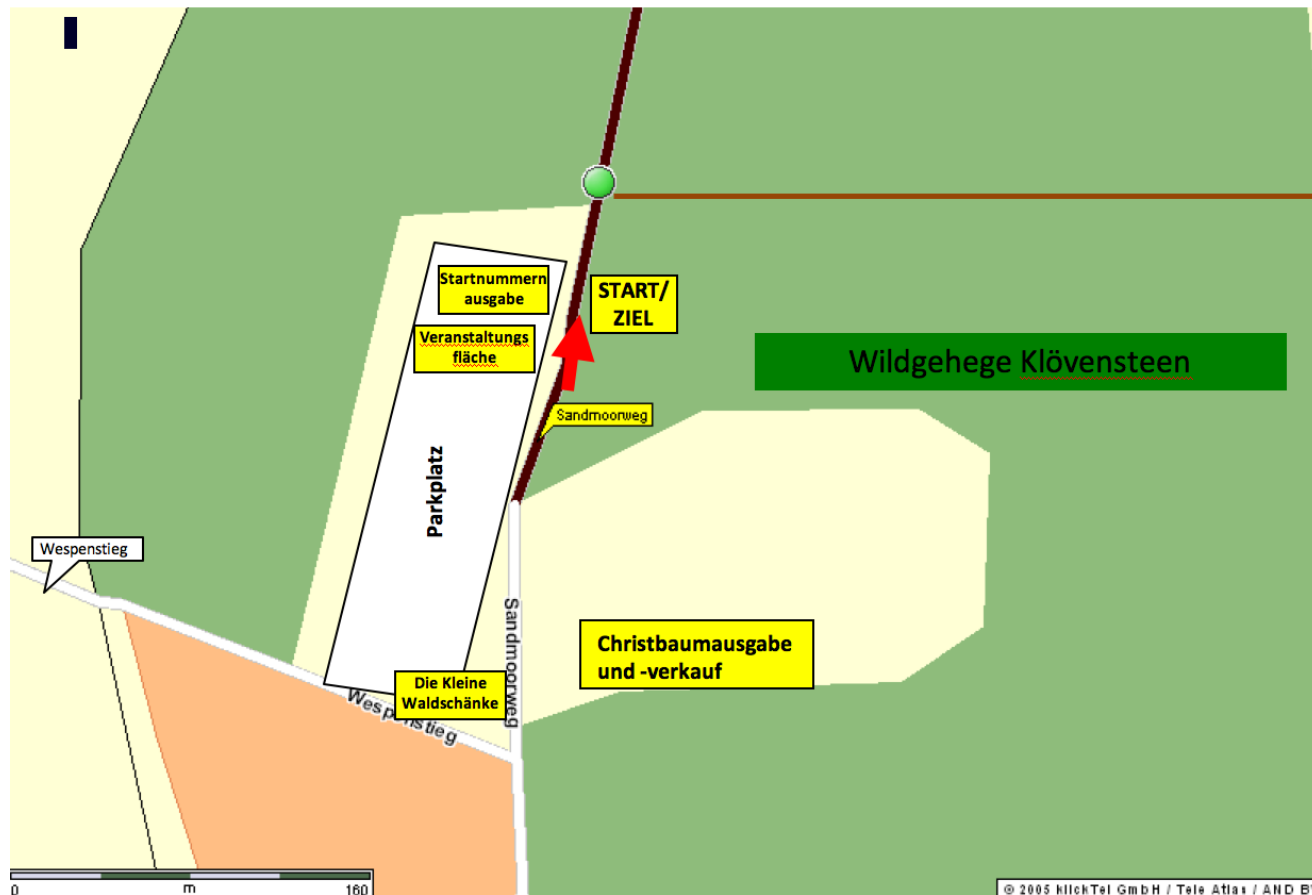 Startnummern
ausgabe
START/
ZIEL
Veranstaltungs
fläche
Wildgehege Klövensteen
Sandmoorweg
Parkplatz
Wespenstieg
Sandmoorweg
Christbaumausgabe
und -verkauf
Die Kleine
Waldschänke
Wespenstieg
0 m 160
© 2005 klickTel GmbH / Tele Atlas / AND B